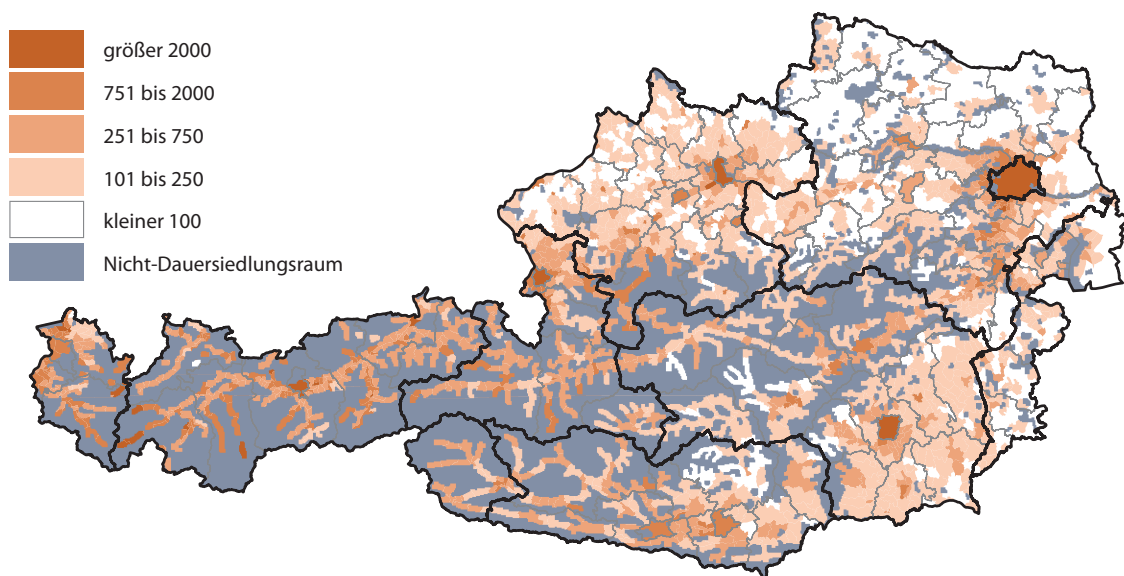 größer 2000
751 bis 2000
251 bis 750
101 bis 250
kleiner 100
Nicht-Dauersiedlungsraum